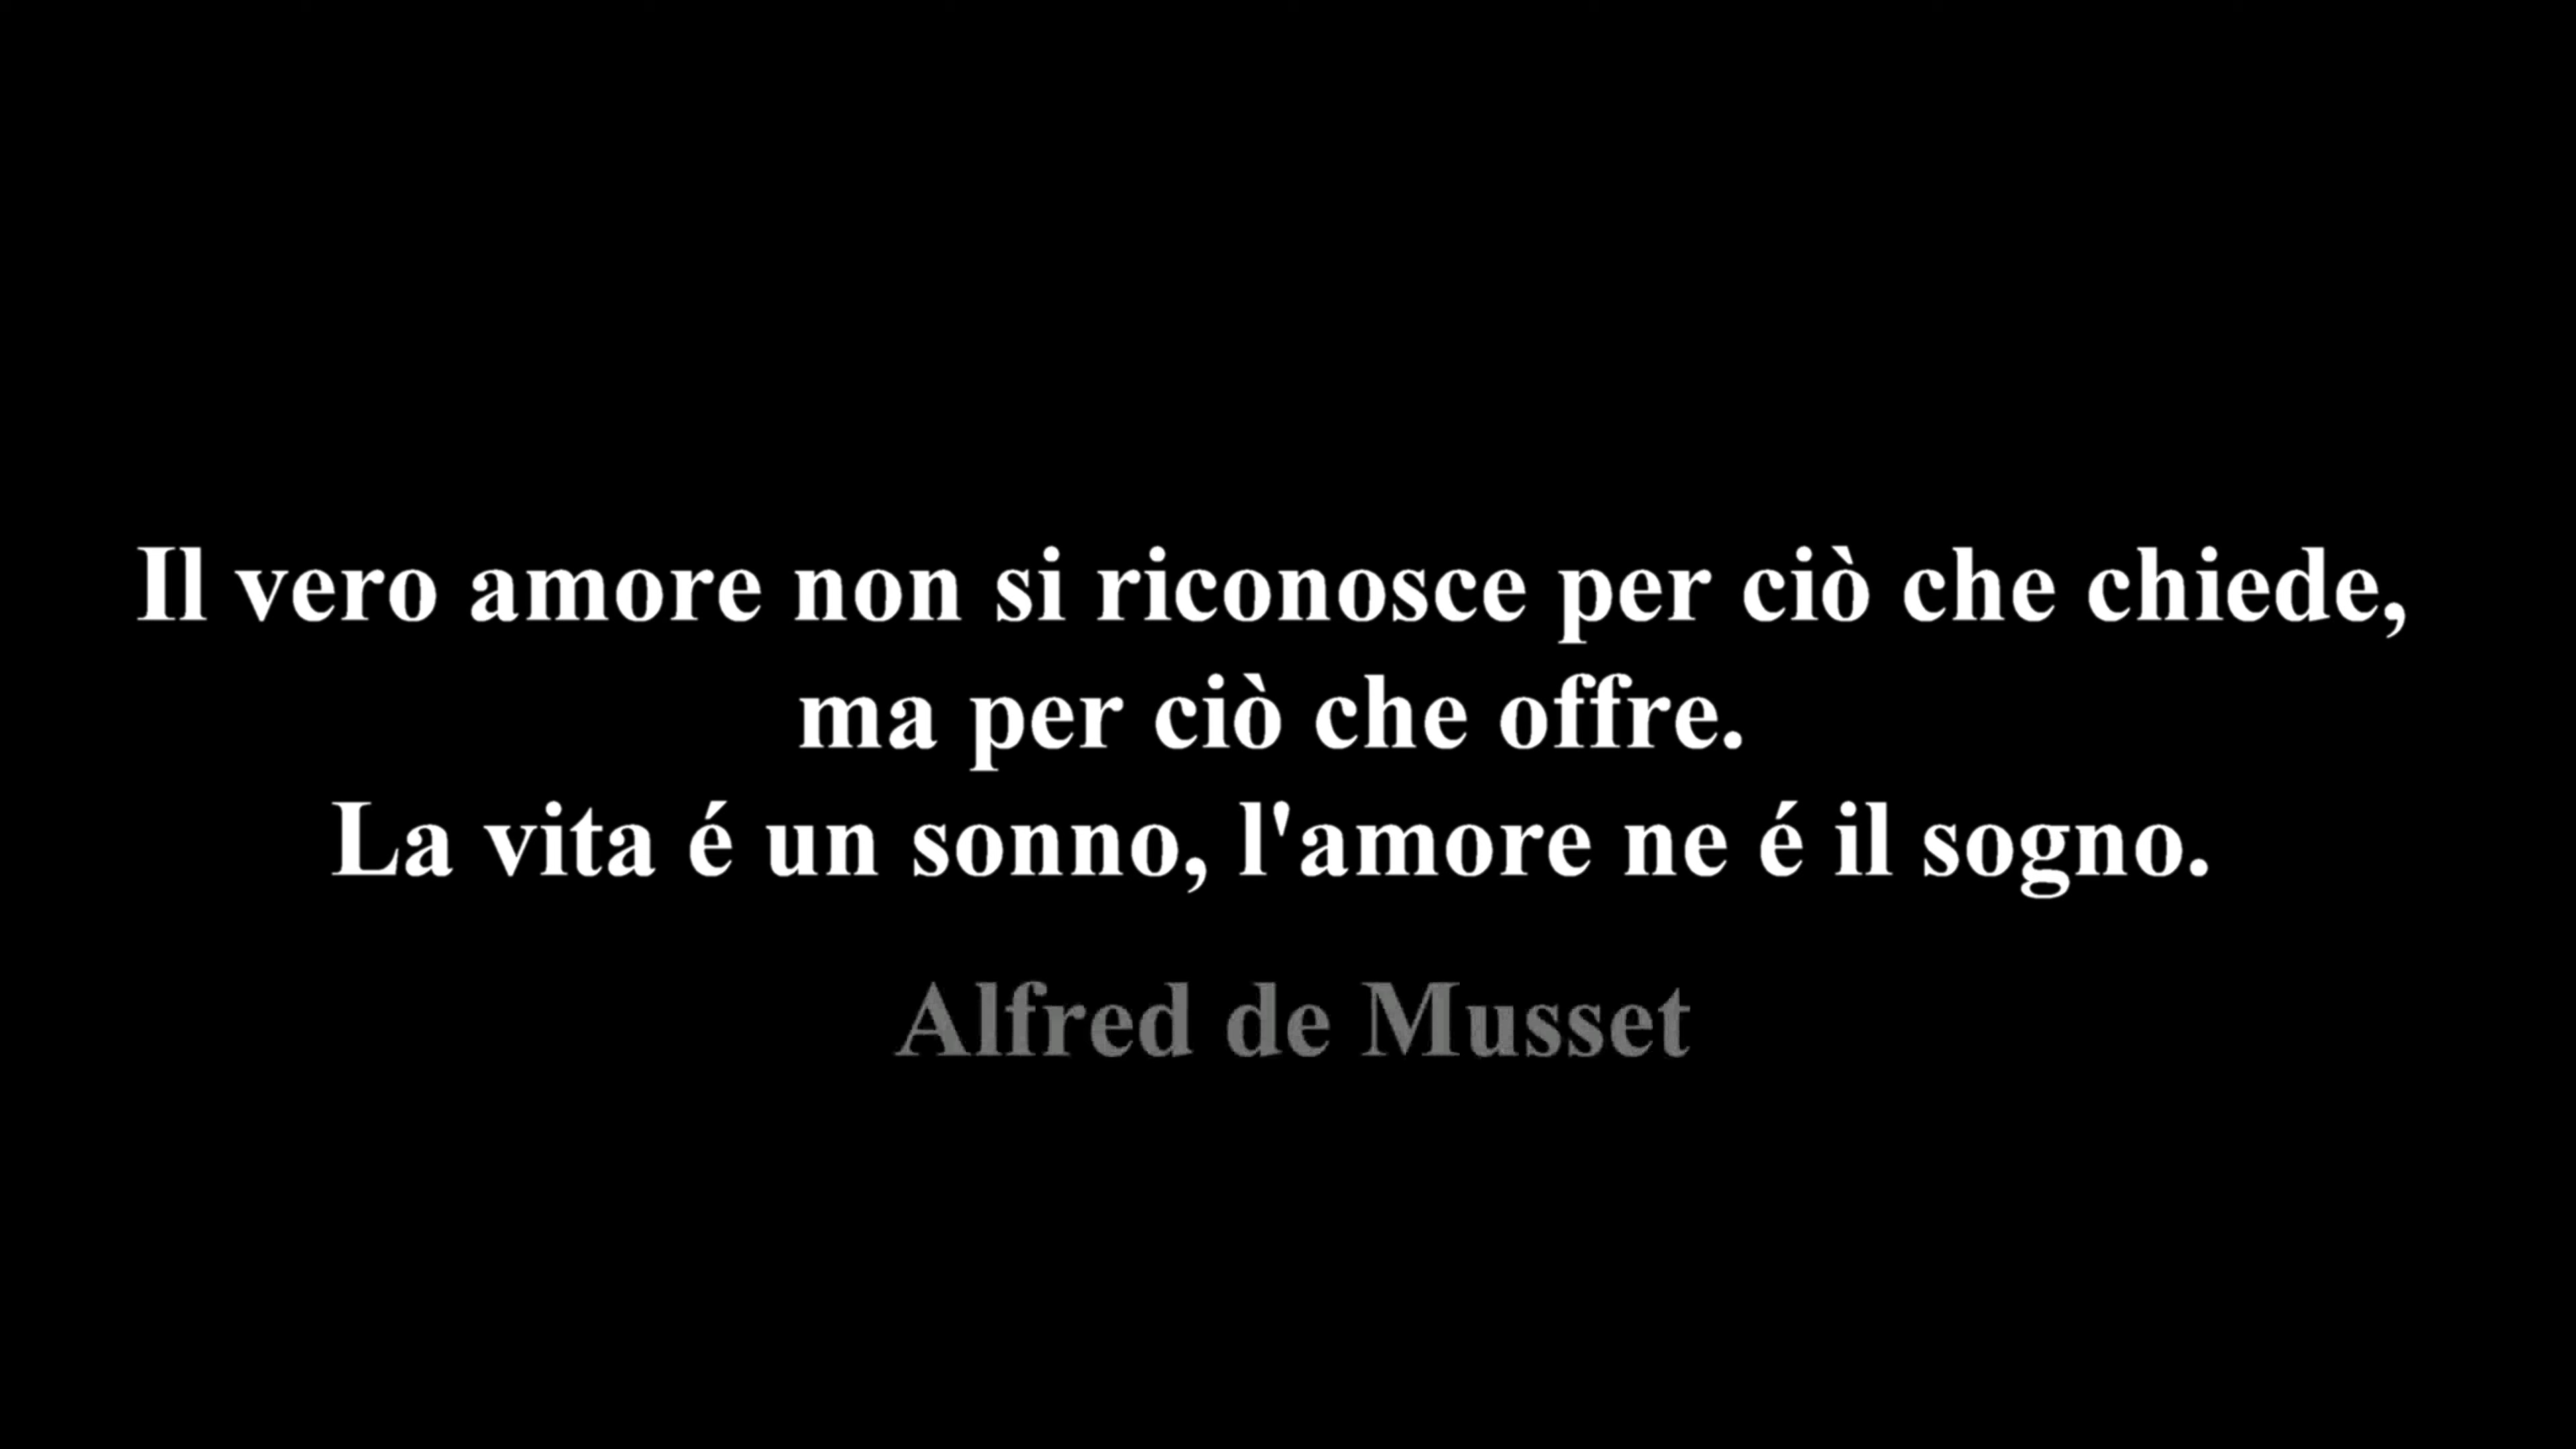 Il vero amore non si riconosce per ciò che chiede,
ma per ciò che offre.
La vita é un sonno, l'amore ne é il sogno.
Alfred de Musset